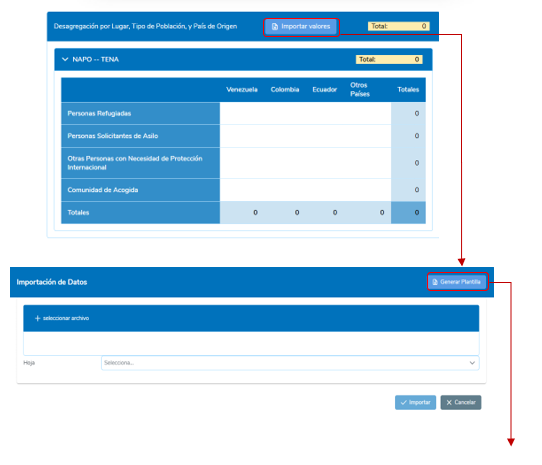 Desagregación por Lugar, Tipo de Población, y País de Origen Importar valores Total: 0
NAPO -- TENA Total: 0
Venezuela Colombia Ecuador Otros Países Totales
Personas Refugiadas 0
Personas Solicitantes de Asilo 0
Otras Personas con Necesidad de Protección
Internacional 0
Comunidad de Acogida 0
Totales 0 0 0 0 0
Importación de Datos Generar Plantilla
+ seleccionar archivo
Hoja Selecciona...
Importar Cancelar